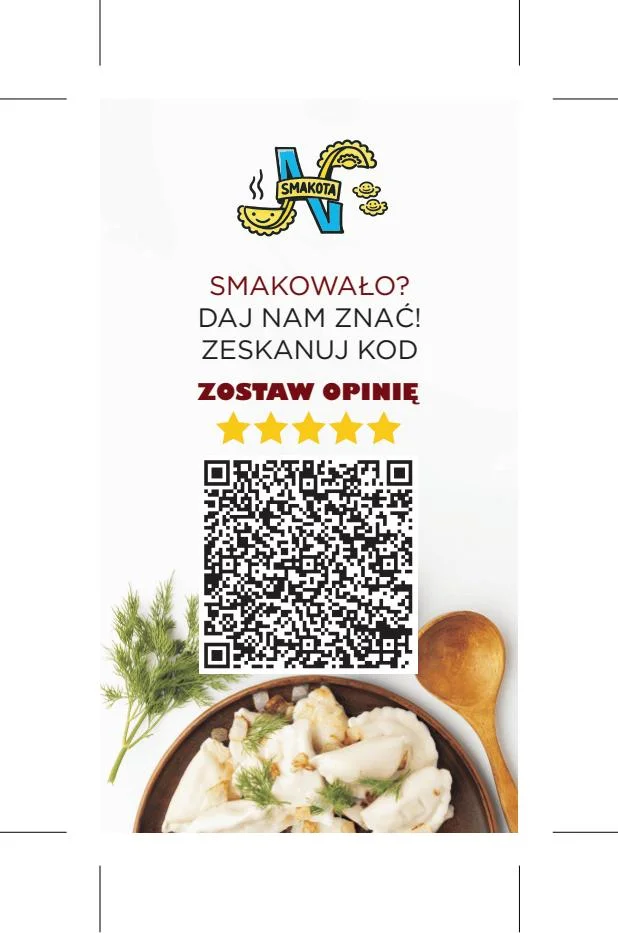 SMAKOTA
SMAKOWAŁO?
DAJ NAM ZNAĆ!
ZESKANUJ KOD
ZOSTAW OPINIĘ